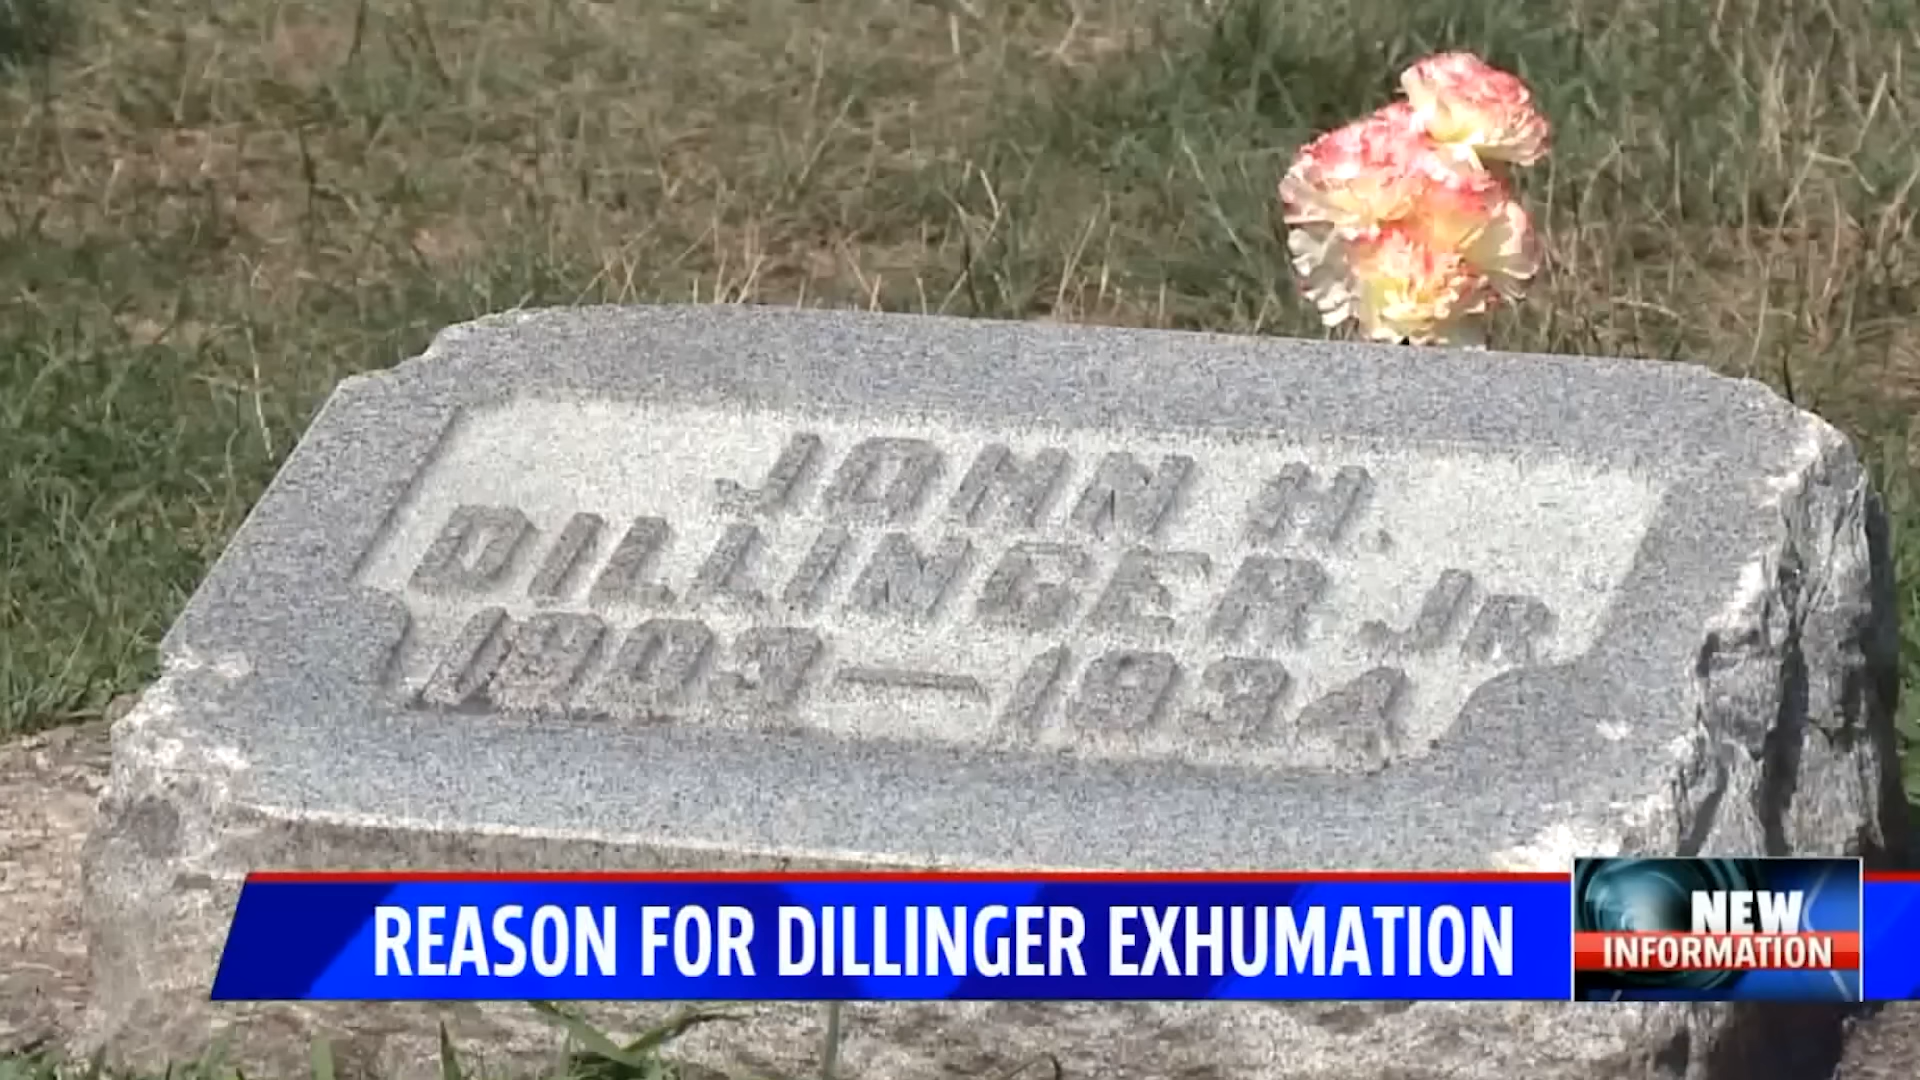 JOHN H.
DILLINGER JR
1903—1934
REASON FOR DILLINGER EXHUMATION
NEW
INFORMATION